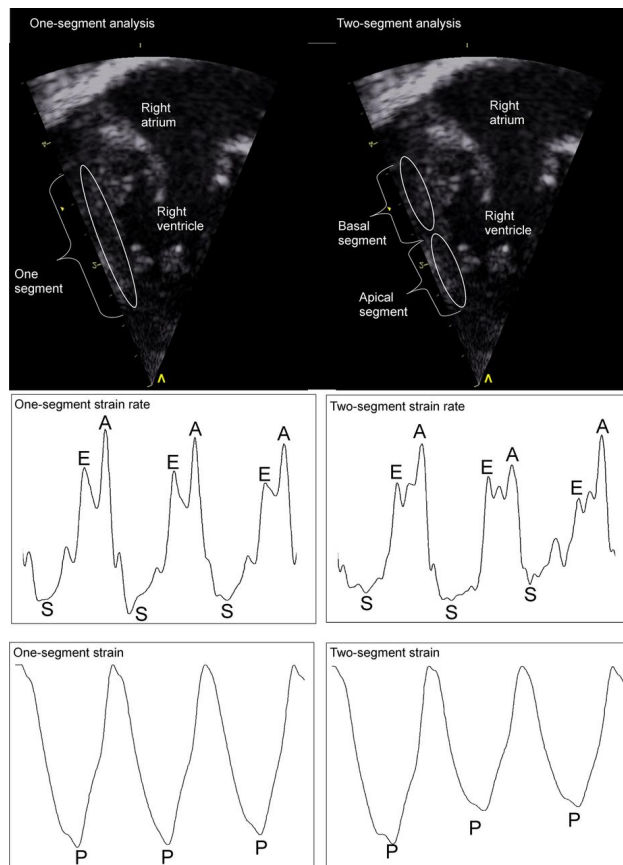 One-segment analysis
Right
atrium
Right
ventricle
One
segment
Two-segment analysis
Right
atrium
Right
ventricle
Basal
segment
Apical
segment
One-segment strain rate
E A E A E A
S S S
Two-segment strain rate
E A E A E A
S S S
One-segment strain
P P P
Two-segment strain
P P P